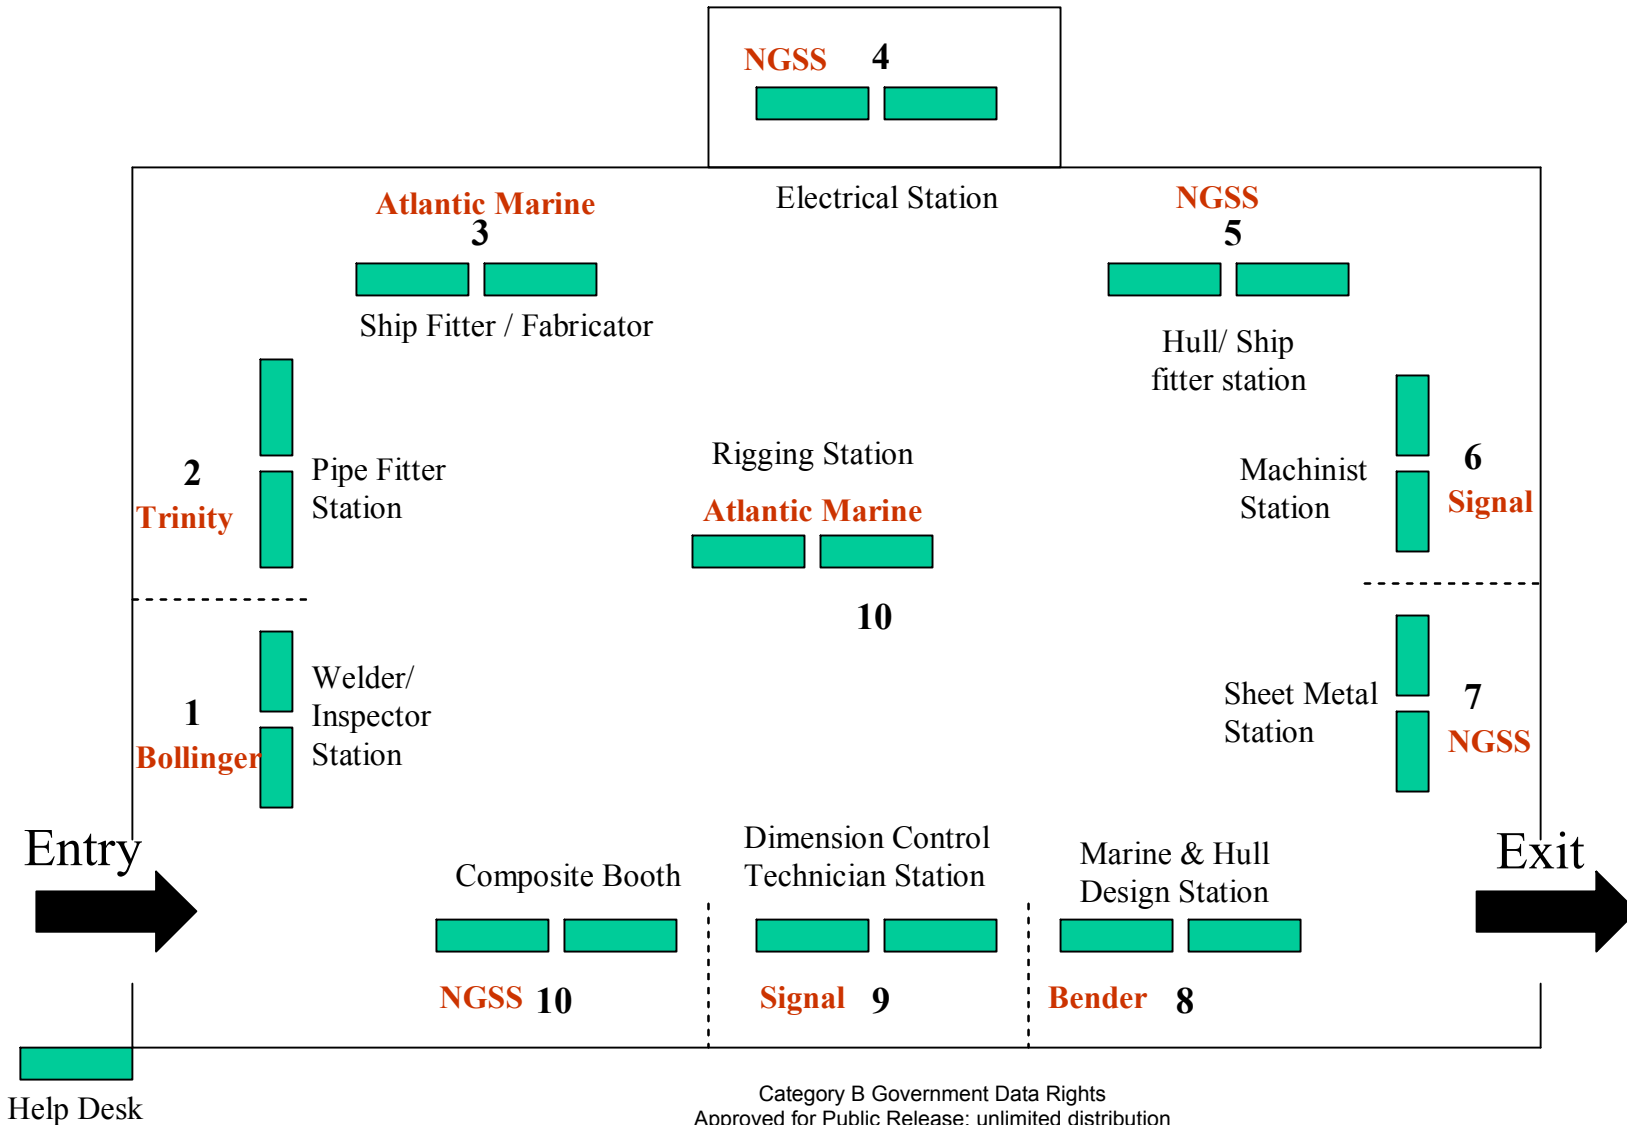 NGSS 4
Electrical Station
Atlantic Marine
3
Ship Fitter / Fabricator
NGSS
5
Hull/ Ship
fitter station
2
Trinity
Pipe Fitter
Station
Rigging Station
Atlantic Marine
10
Machinist
Station
6
Signal
1
Bollinger
Welder/
Inspector
Station
Sheet Metal
Station
7
NGSS
Entry
Exit
Composite Booth
NGSS 10
Dimension Control
Technician Station
Signal 9
Marine & Hull
Design Station
Bender 8
Help Desk
Category B Government Data Rights
Approved for Public Release; unlimited distribution